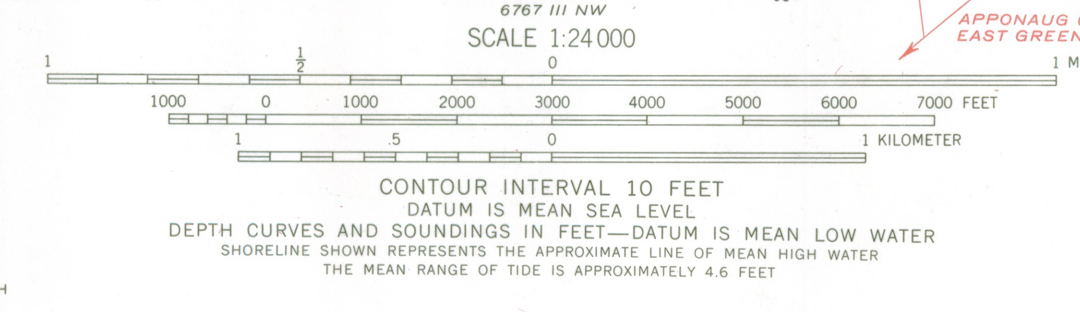 6767 III NW
SCALE 1:24 000
APPONAUG
EAST GREEN
1 1/2 0 1 M
1000 0 1000 2000 3000 4000 5000 6000 7000 FEET
1 .5 0 1 KILOMETER
CONTOUR INTERVAL 10 FEET
DATUM IS MEAN SEA LEVEL
DEPTH CURVES AND SOUNDINGS IN FEET—DATUM IS MEAN LOW WATER
SHORELINE SHOWN REPRESENTS THE APPROXIMATE LINE OF MEAN HIGH WATER
THE MEAN RANGE OF TIDE IS APPROXIMATELY 4.6 FEET
H